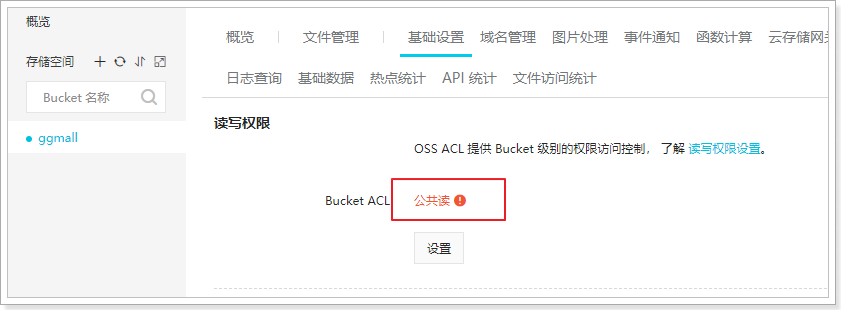 概览
存储空间
Bucket 名称
ggmall
概览 文件管理 基础设置 域名管理 图片处理 事件通知 函数计算 云存储网关
日志查询 基础数据 热点统计 API 统计 文件访问统计
读写权限
OSS ACL 提供 Bucket 级别的权限访问控制， 了解 读写权限设置。
Bucket ACL 公共读
设置